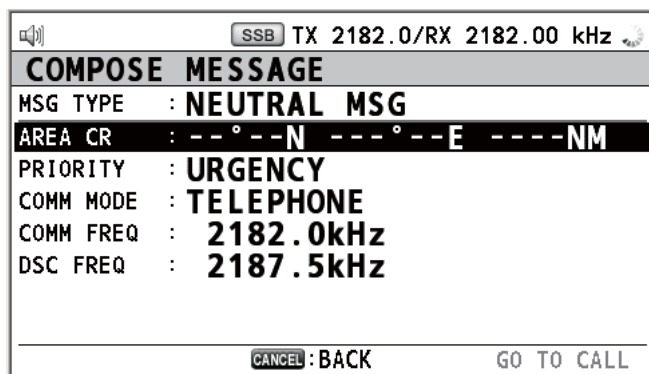 SSB TX 2182.0/RX 2182.00 kHz
COMPOSE MESSAGE
MSG TYPE : NEUTRAL MSG
AREA CR : --°--N ---°--E ----NM
PRIORITY : URGENCY
COMM MODE : TELEPHONE
COMM FREQ : 2182.0kHz
DSC FREQ : 2187.5kHz
CANCEL : BACK GO TO CALL